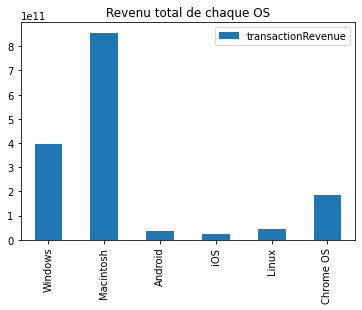 Revenu total de chaque OS
1e11
transactionRevenue
8
7
6
5
4
3
2
1
0
Windows
Macintosh
Android
iOS
Linux
Chrome OS